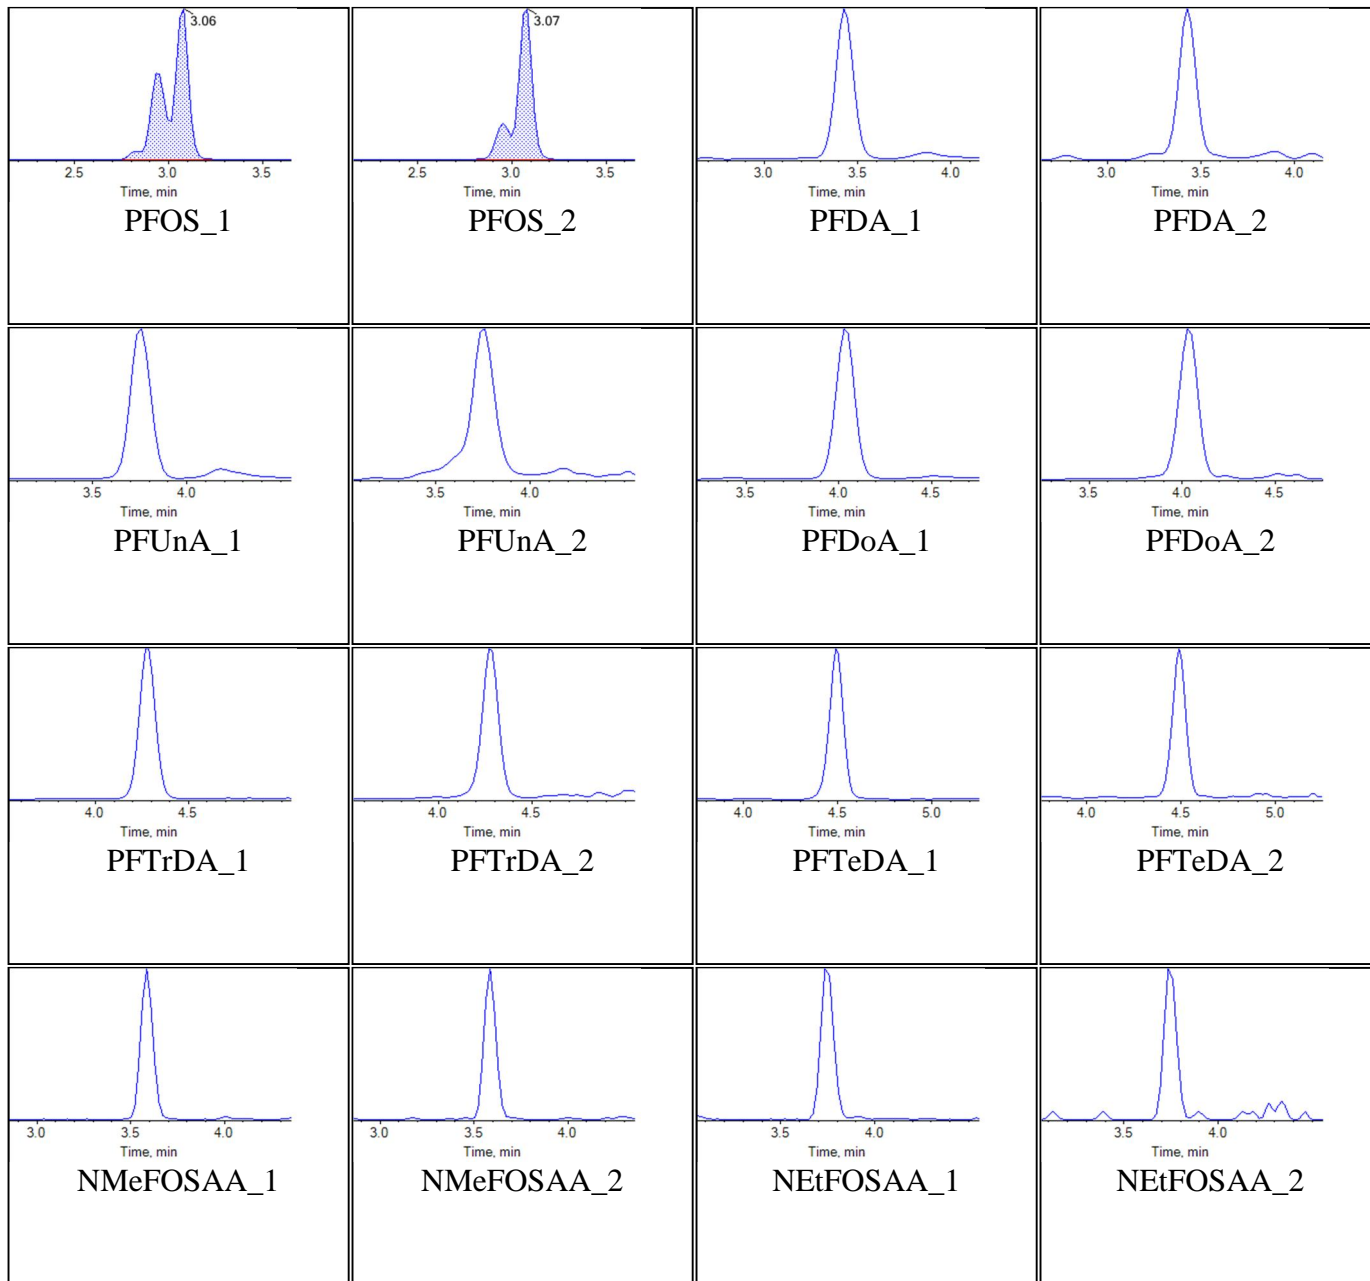 3.06
2.5 3.0 3.5
Time, min
PFOS_1
3.07
2.5 3.0 3.5
Time, min
PFOS_2
3.0 3.5 4.0
Time, min
PFDA_1
3.0 3.5 4.0
Time, min
PFDA_2
3.5 4.0
Time, min
PFUnA_1
3.5 4.0
Time, min
PFUnA_2
3.5 4.0 4.5
Time, min
PFDoA_1
3.5 4.0 4.5
Time, min
PFDoA_2
4.0 4.5
Time, min
PFTrDA_1
4.0 4.5
Time, min
PFTrDA_2
4.0 4.5 5.0
Time, min
PFTeDA_1
4.0 4.5 5.0
Time, min
PFTeDA_2
3.0 3.5 4.0
Time, min
NMeFOSAA_1
3.0 3.5 4.0
Time, min
NMeFOSAA_2
3.5 4.0
Time, min
NEtFOSAA_1
3.5 4.0
Time, min
NEtFOSAA_2